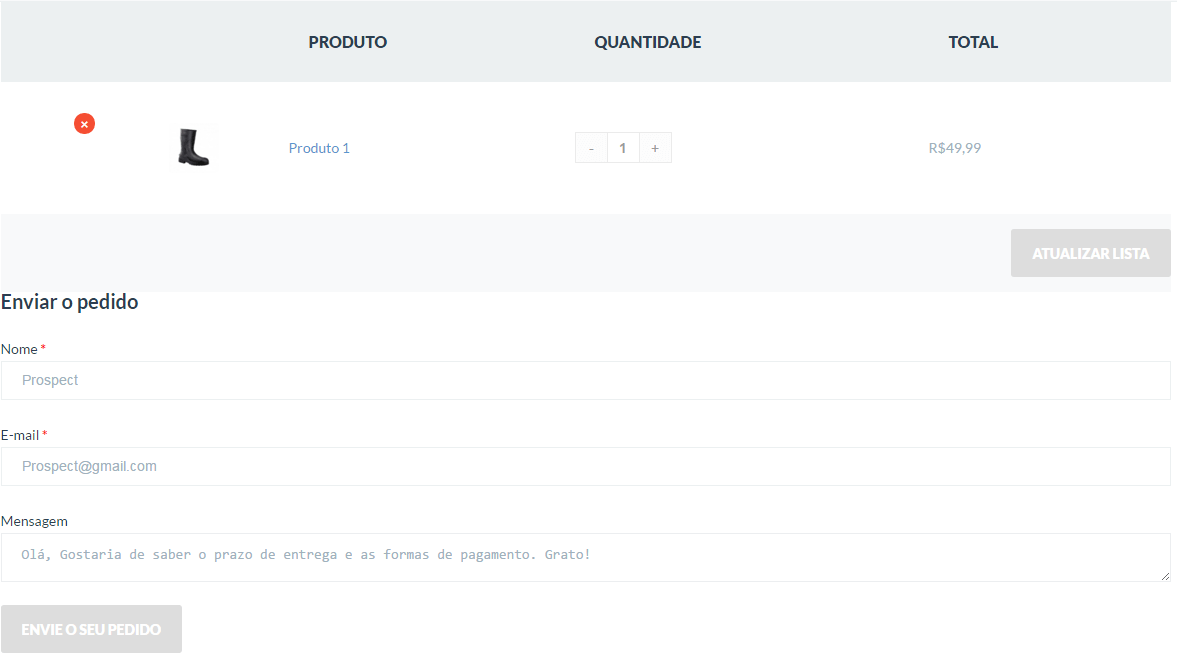 PRODUTO QUANTIDADE TOTAL
× Produto 1 - 1 + R$49,99
ATUALIZAR LISTA
Enviar o pedido
Nome *
Prospect
E-mail *
Prospect@gmail.com
Mensagem
Olá, Gostaria de saber o prazo de entrega e as formas de pagamento. Grato!
ENVIE O SEU PEDIDO